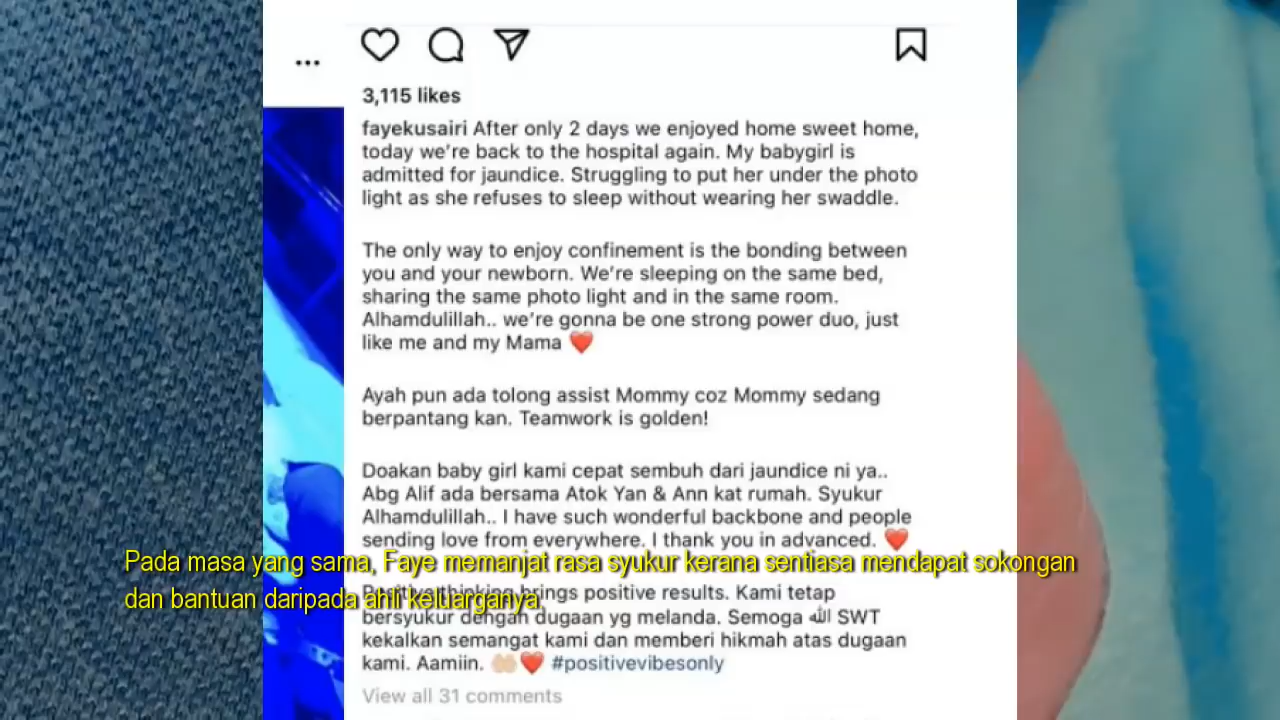 3,115 likes
fayekusairi After only 2 days we enjoyed home sweet home,
today we're back to the hospital again. My babygirl is
admitted for jaundice. Struggling to put her under the photo
light as she refuses to sleep without wearing her swaddle.
The only way to enjoy confinement is the bonding between
you and your newborn. We're sleeping on the same bed,
sharing the same photo light and in the same room.
Alhamdulillah.. we're gonna be one strong power duo, just
like me and my Mama ❤️
Ayah pun ada tolong assist Mommy coz Mommy sedang
berpantang kan. Teamwork is golden!
Doakan baby girl kami cepat sembuh dari jaundice ni ya..
Abg Alif ada bersama Atok Yan & Ann kat rumah. Syukur
Alhamdulillah.. I have such wonderful backbone and people
sending love from everywhere. I thank you in advanced. ❤️
Pada masa yang sama, Faye memanjat rasa syukur kerana sentiasa mendapat sokongan
dan bantuan daripada ahli keluarganya.
Positive thinking brings positive results. Kami tetap
bersyukur dengan dugaan yg melanda. Semoga الله SWT
kekalkan semangat kami dan memberi hikmah atas dugaan
kami. Aamiin. 🤲🏻❤️ #positivevibesonly
View all 31 comments